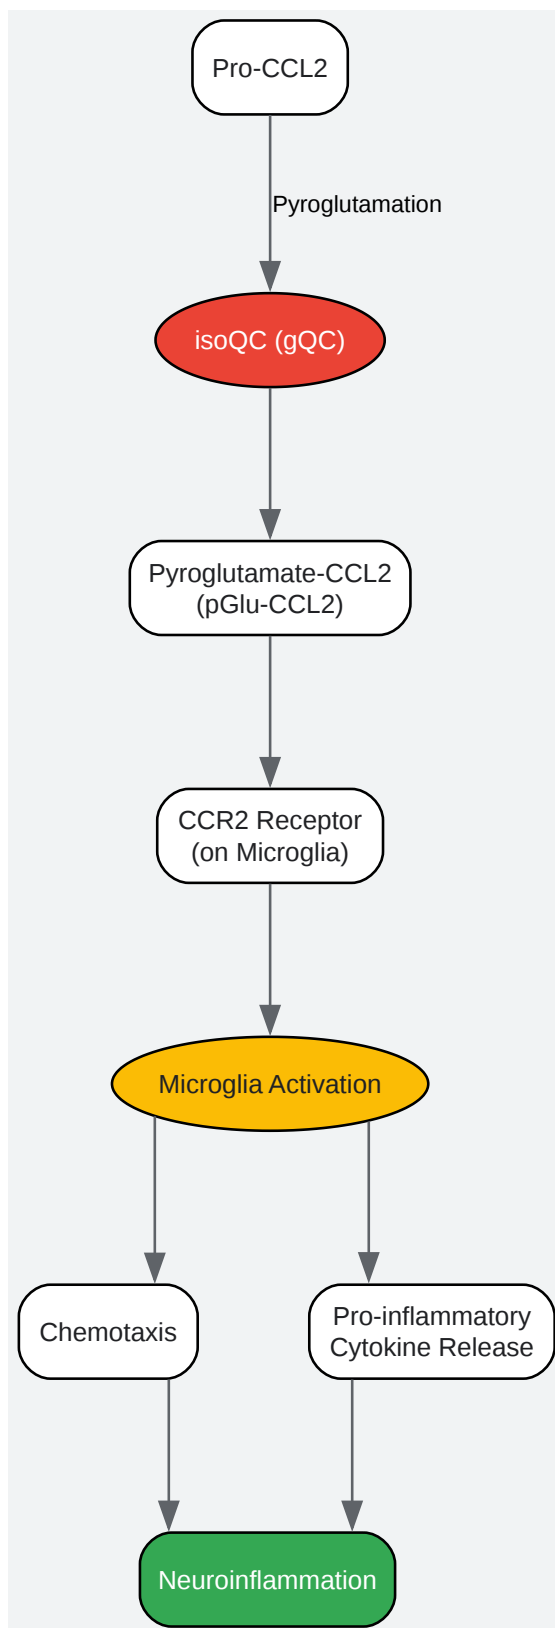 Pro-CCL2
Pyroglutamation
isoQC (gQC)
Pyroglutamate-CCL2
(pGlu-CCL2)
CCR2 Receptor
(on Microglia)
Microglia Activation
Chemotaxis
Pro-inflammatory
Cytokine Release
Neuroinflammation